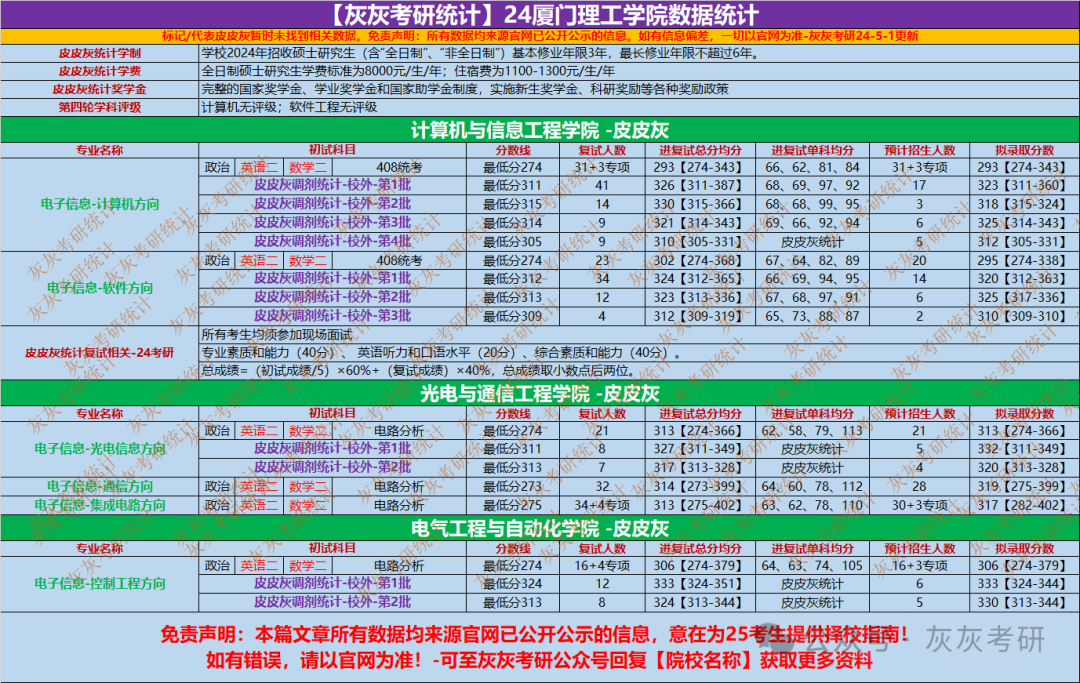 【灰灰考研统计】24厦门理工学院数据统计
标记/代表皮皮灰暂时未找到相关数据。免责声明：所有数据均来源官网已公开公示的信息。如有信息偏差，一切以官网为准-灰灰考研24-5-1更新
皮皮灰统计学制 学校2024年招收硕士研究生（含“全日制”、“非全日制”）基本修业年限3年，最长修业年限不超过6年。
皮皮灰统计学费 全日制硕士研究生学费标准为8000元/生/年；住宿费为1100-1300元/生/年
皮皮灰统计奖学金 完整的国家奖学金、学业奖学金和国家助学金制度，实施新生奖学金、科研奖励等各种奖励政策
第四轮学科评级 计算机无评级；软件工程无评级
计算机与信息工程学院 -皮皮灰
专业名称 初试科目 分数线 复试人数 进复试总分均分 进复试单科均分 预计招生人数 拟录取分数
电子信息-计算机方向 政治 英语二 数学二 408统考 最低分274 31+3专项 293【274-343】 66、62、81、84 31+3专项 293【274-343】
皮皮灰调剂统计-校外-第1批 最低分311 41 326【311-387】 68、69、97、92 17 323【311-360】
皮皮灰调剂统计-校外-第2批 最低分315 14 330【315-366】 68、68、99、95 3 318【315-324】
皮皮灰调剂统计-校外-第3批 最低分314 9 321【314-343】 69、66、92、94 6 325【314-343】
皮皮灰调剂统计-校外-第4批 最低分305 9 310【305-331】 皮皮灰统计 5 312【305-331】
电子信息-软件方向 政治 英语二 数学二 408统考 最低分274 23 302【274-368】 67、64、82、89 20 295【274-338】
皮皮灰调剂统计-校外-第1批 最低分312 34 324【312-365】 66、69、94、95 14 320【312-363】
皮皮灰调剂统计-校外-第2批 最低分313 12 323【313-336】 67、68、97、91 6 325【317-336】
皮皮灰调剂统计-校外-第3批 最低分309 4 312【309-319】 65、73、88、87 2 310【309-310】
皮皮灰统计复试相关-24考研 所有考生均须参加现场面试
专业素质和能力（40分）、 英语听力和口语水平（20分）、综合素质和能力（40分）。
总成绩=（初试成绩/5）×60%+（复试成绩）×40%，总成绩取小数点后两位。
光电与通信工程学院 -皮皮灰
专业名称 初试科目 分数线 复试人数 进复试总分均分 进复试单科均分 预计招生人数 拟录取分数
电子信息-光电信息方向 政治 英语二 数学二 电路分析 最低分274 21 313【274-366】 62、58、79、113 21 313【274-366】
皮皮灰调剂统计-校外-第1批 最低分311 8 327【311-349】 皮皮灰统计 5 332【311-349】
皮皮灰调剂统计-校外-第2批 最低分313 7 317【313-328】 皮皮灰统计 4 320【313-328】
电子信息-通信方向 政治 英语二 数学二 电路分析 最低分273 32 314【273-399】 64、60、78、112 28 319【275-399】
电子信息-集成电路方向 政治 英语二 数学二 电路分析 最低分275 34+4专项 313【275-402】 63、62、78、110 30+3专项 317【282-402】
电气工程与自动化学院 -皮皮灰
专业名称 初试科目 分数线 复试人数 进复试总分均分 进复试单科均分 预计招生人数 拟录取分数
电子信息-控制工程方向 政治 英语二 数学二 电路分析 最低分274 16+4专项 306【274-379】 64、63、74、105 16+3专项 306【274-379】
皮皮灰调剂统计-校外-第1批 最低分324 12 333【324-351】 皮皮灰统计 6 333【324-344】
皮皮灰调剂统计-校外-第2批 最低分313 8 324【313-344】 皮皮灰统计 5 330【313-344】
免责声明：本篇文章所有数据均来源官网已公开公示的信息，意在为25考生提供择校指南！
如有错误，请以官网为准！-可至灰灰考研公众号回复【院校名称】获取更多资料
公众号 · 灰灰考研